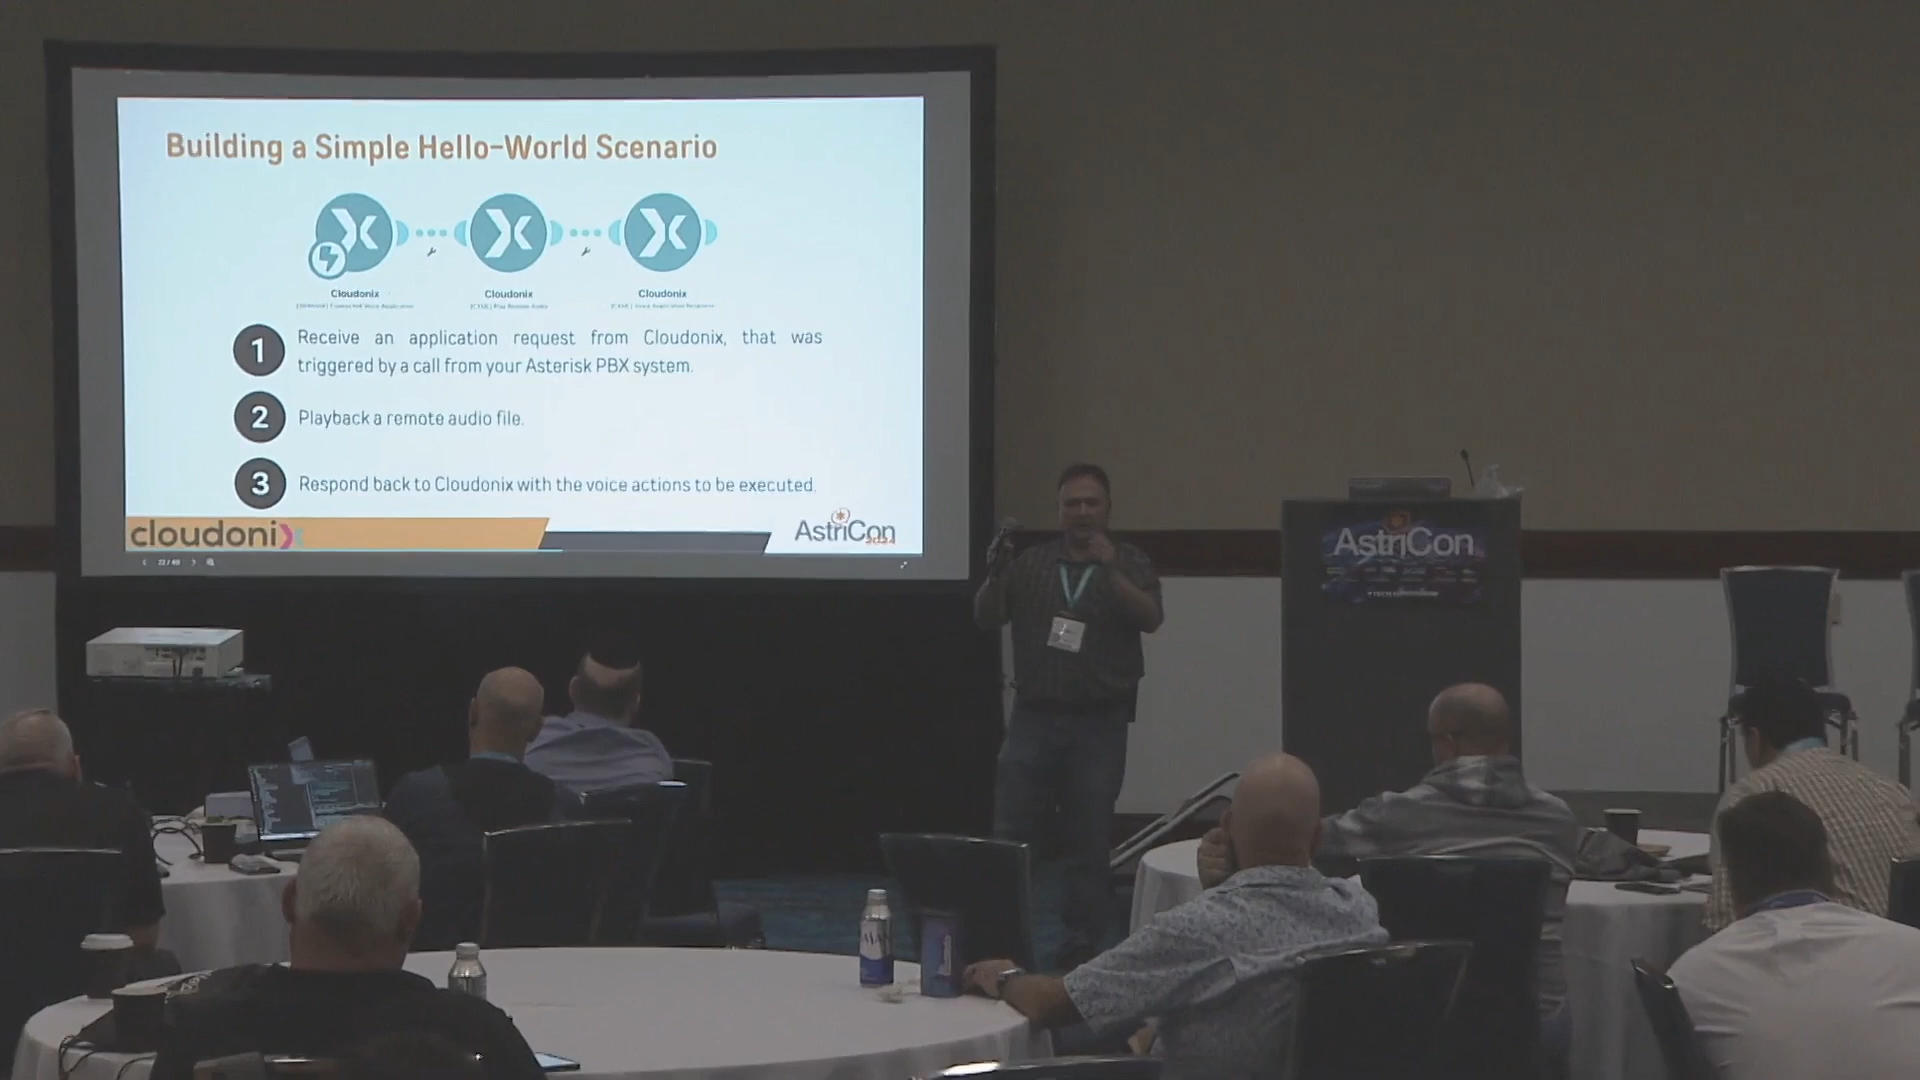 Building a Simple Hello-World Scenario
Cloudonix
Cloudonix
Cloudonix
1
Receive an application request from Cloudonix, that was
triggered by a call from your Asterisk PBX system.
2
Playback a remote audio file.
3
Respond back to Cloudonix with the voice actions to be executed.
cloudonix
AstriCon
2024
AstriCon